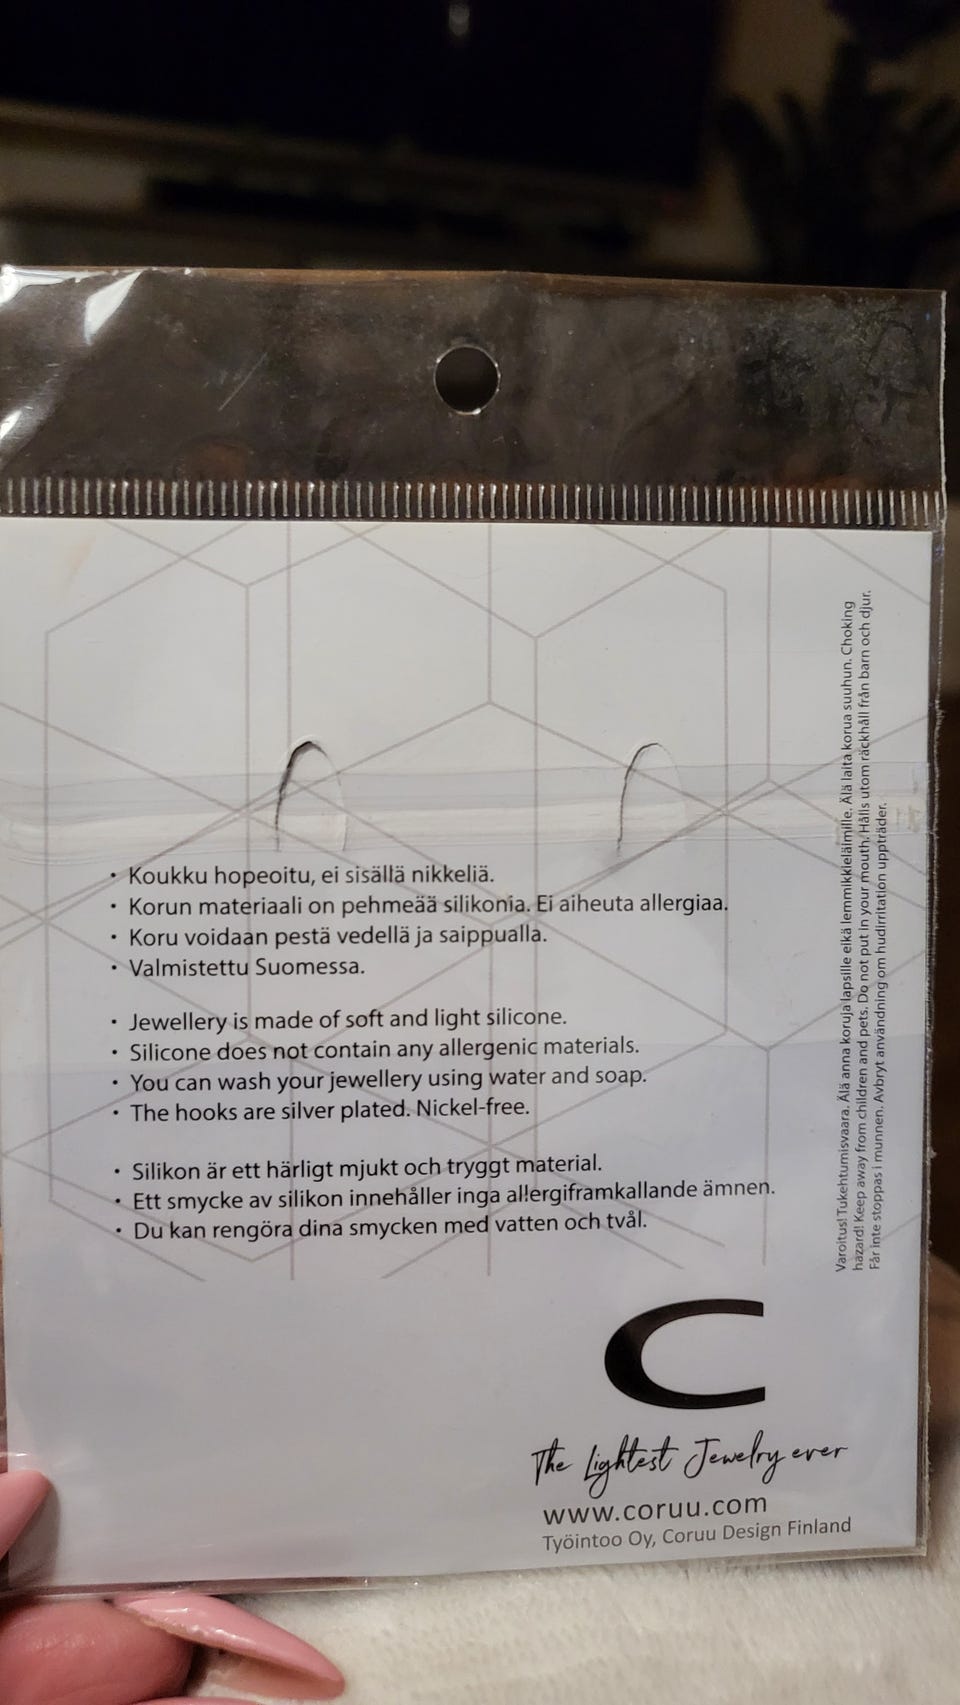 • Koukku hopeoitu, ei sisällä nikkeliä.
• Korun materiaali on pehmeää silikonia. Ei aiheuta allergiaa.
• Koru voidaan pestä vedellä ja saippualla.
• Valmistettu Suomessa.
• Jewellery is made of soft and light silicone.
• Silicone does not contain any allergenic materials.
• You can wash your jewellery using water and soap.
• The hooks are silver plated. Nickel-free.
• Silikon är ett härligt mjukt och tryggt material.
• Ett smycke av silikon innehåller inga allergiframkallande ämnen.
• Du kan rengöra dina smycken med vatten och tvål.
Varoitus! Tukehtumisvaara. Älä anna koruja lapsille eikä lemmikkieläimille. Älä laita korua suuhun. Choking
hazard! Keep away from children and pets. Do not put in your mouth. Hålls utom räckhåll från barn och djur.
Får inte stoppas i munnen. Avbryt användning om hudirritation uppträder.
C
The Lightest Jewelry ever
www.coruu.com
Työintoo Oy, Coruu Design Finland